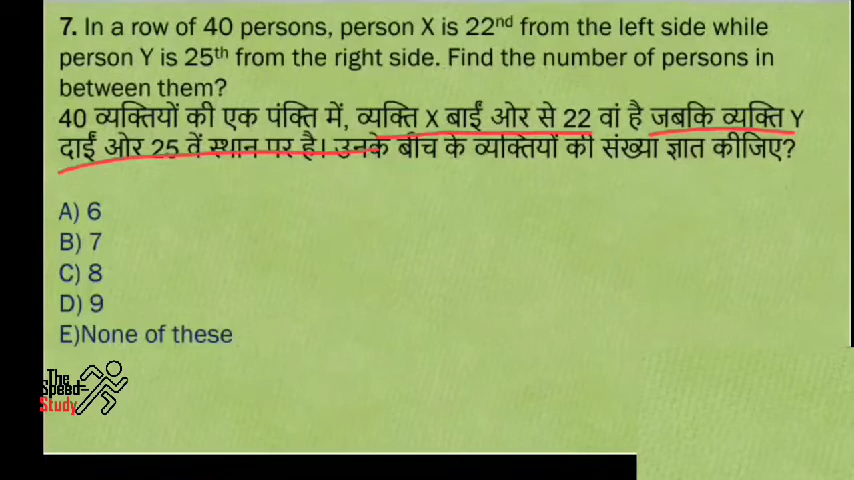 7. In a row of 40 persons, person X is 22nd from the left side while
person Y is 25th from the right side. Find the number of persons in
between them?
40 व्यक्तियों की एक पंक्ति में, व्यक्ति X बाईं ओर से 22 वां है जबकि व्यक्ति Y
दाईं ओर 25 वें स्थान पर है। उनके बीच के व्यक्तियों की संख्या ज्ञात कीजिए?
A) 6
B) 7
C) 8
D) 9
E)None of these
The
Speed
Study